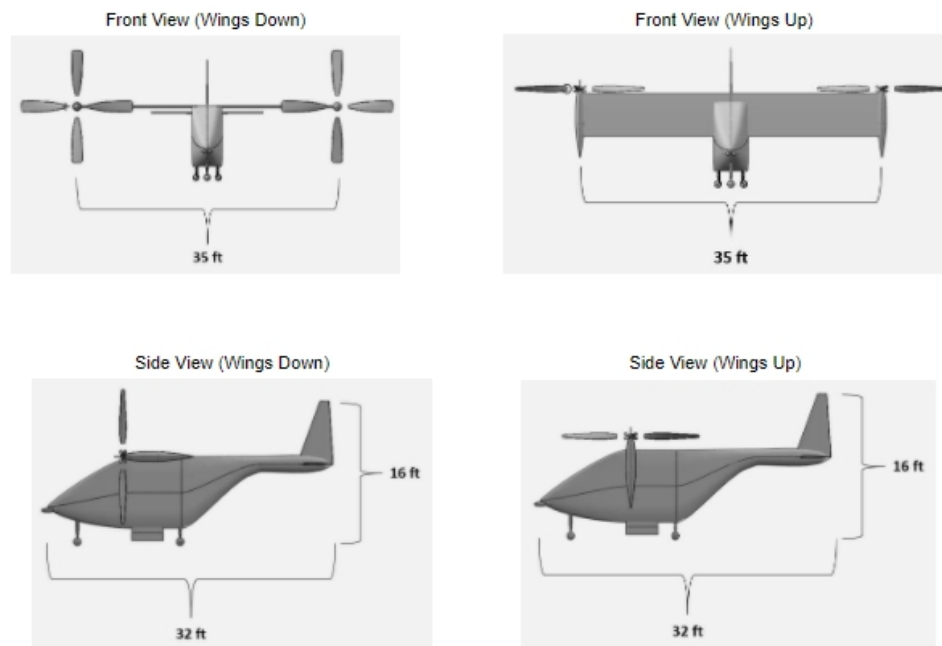 Front View (Wings Down)
Front View (Wings Up)
35 ft
35 ft
Side View (Wings Down)
Side View (Wings Up)
16 ft
16 ft
32 ft
32 ft